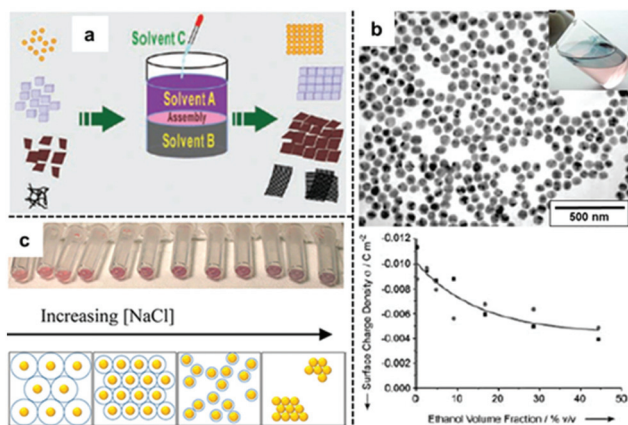 a
Solvent C
Solvent A
Assembly
Solvent B
b
500 nm
c
Increasing [NaCl]
Surface Charge Density σ / C m⁻²
-0.012
-0.010
-0.008
-0.006
-0.004
-0.002
0.000
0 10 20 30 40 50
Ethanol Volume Fraction / % v/v